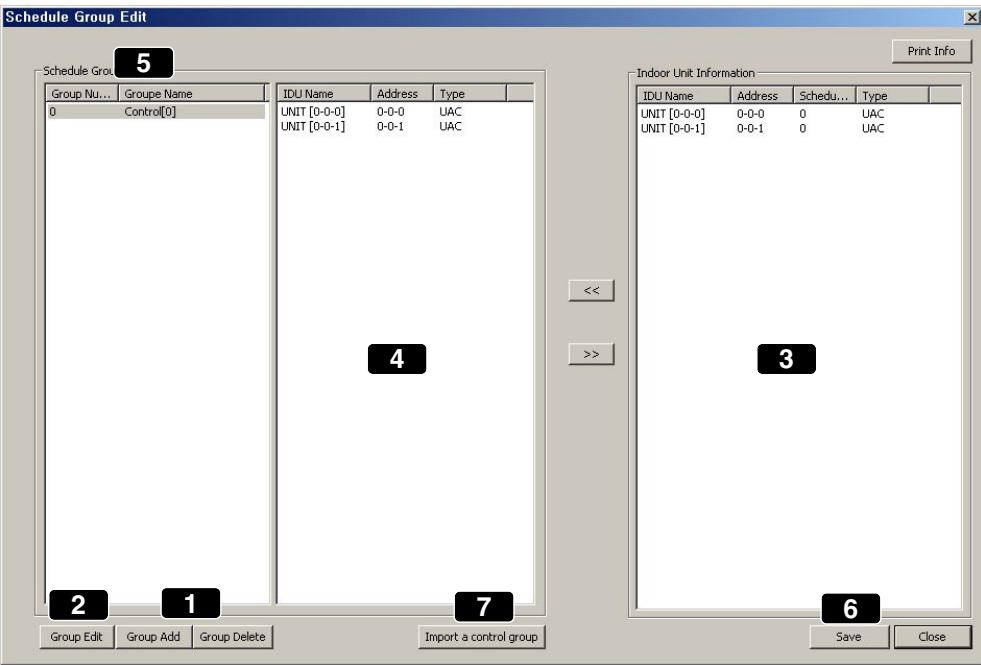 Schedule Group Edit
Print Info
5
Schedule Grou
Indoor Unit Information
Group Nu... Groupe Name
0 Control[0]
IDU Name Address Type
UNIT [0-0-0] 0-0-0 UAC
UNIT [0-0-1] 0-0-1 UAC
IDU Name Address Schedu... Type
UNIT [0-0-0] 0-0-0 0 UAC
UNIT [0-0-1] 0-0-1 0 UAC
<<
>>
4
3
2
1
7
6
Group Edit Group Add Group Delete Import a control group Save Close